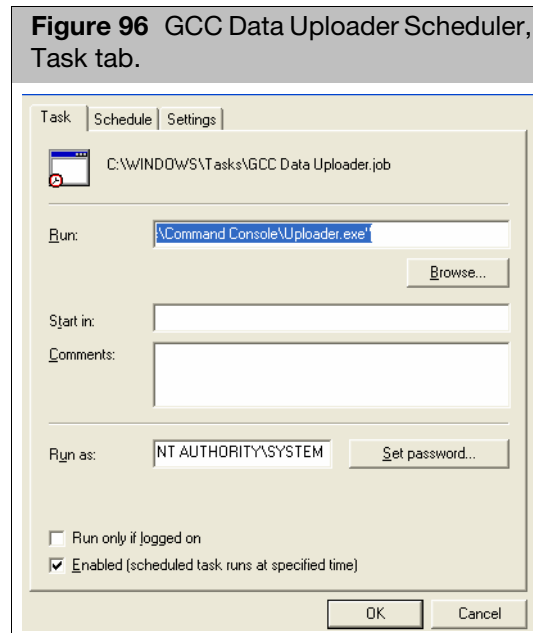 Figure 96 GCC Data Uploader Scheduler,
Task tab.
Task Schedule Settings
C:\WINDOWS\Tasks\GCC Data Uploader.job
Run: :\Command Console\Uploader.exe"
Browse...
Start in:
Comments:
Run as: NT AUTHORITY\SYSTEM Set password...
Run only if logged on
Enabled (scheduled task runs at specified time)
OK Cancel